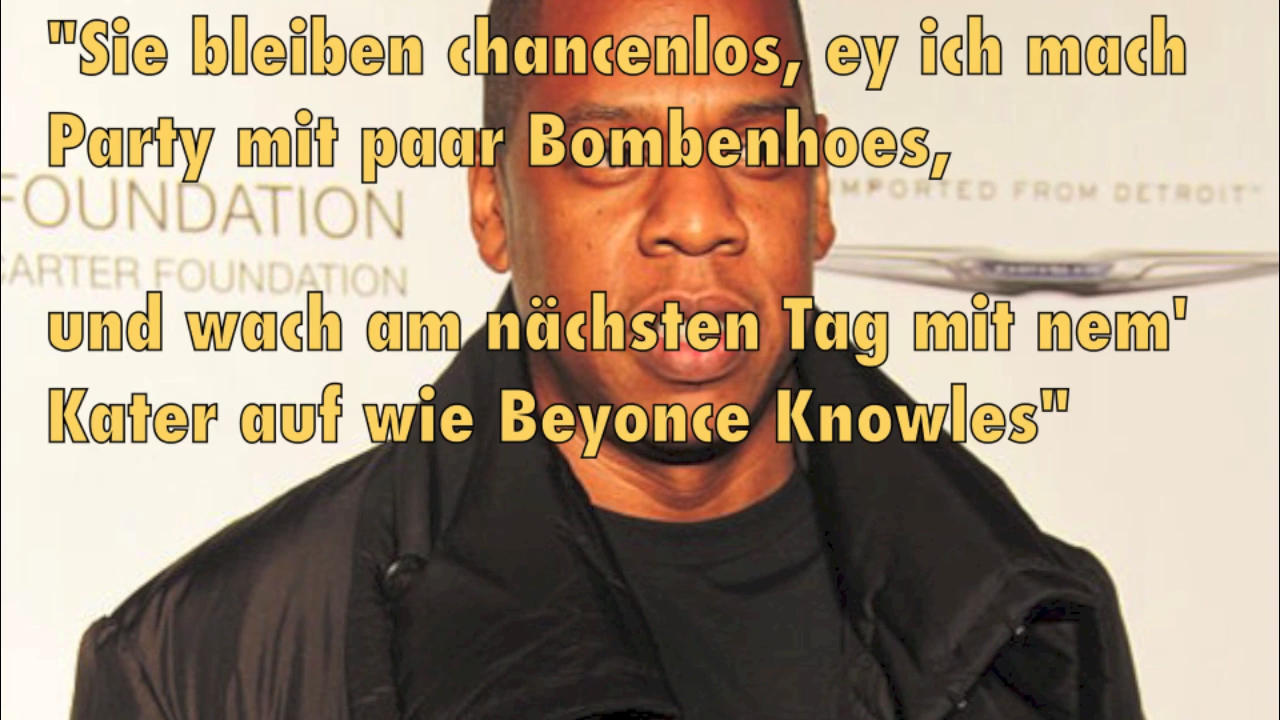 "Sie bleiben chancenlos, ey ich mach
Party mit paar Bombenhoes,
FOUNDATION
IMPORTED FROM DETROIT™
CARTER FOUNDATION
und wach am nächsten Tag mit nem'
Kater auf wie Beyonce Knowles"